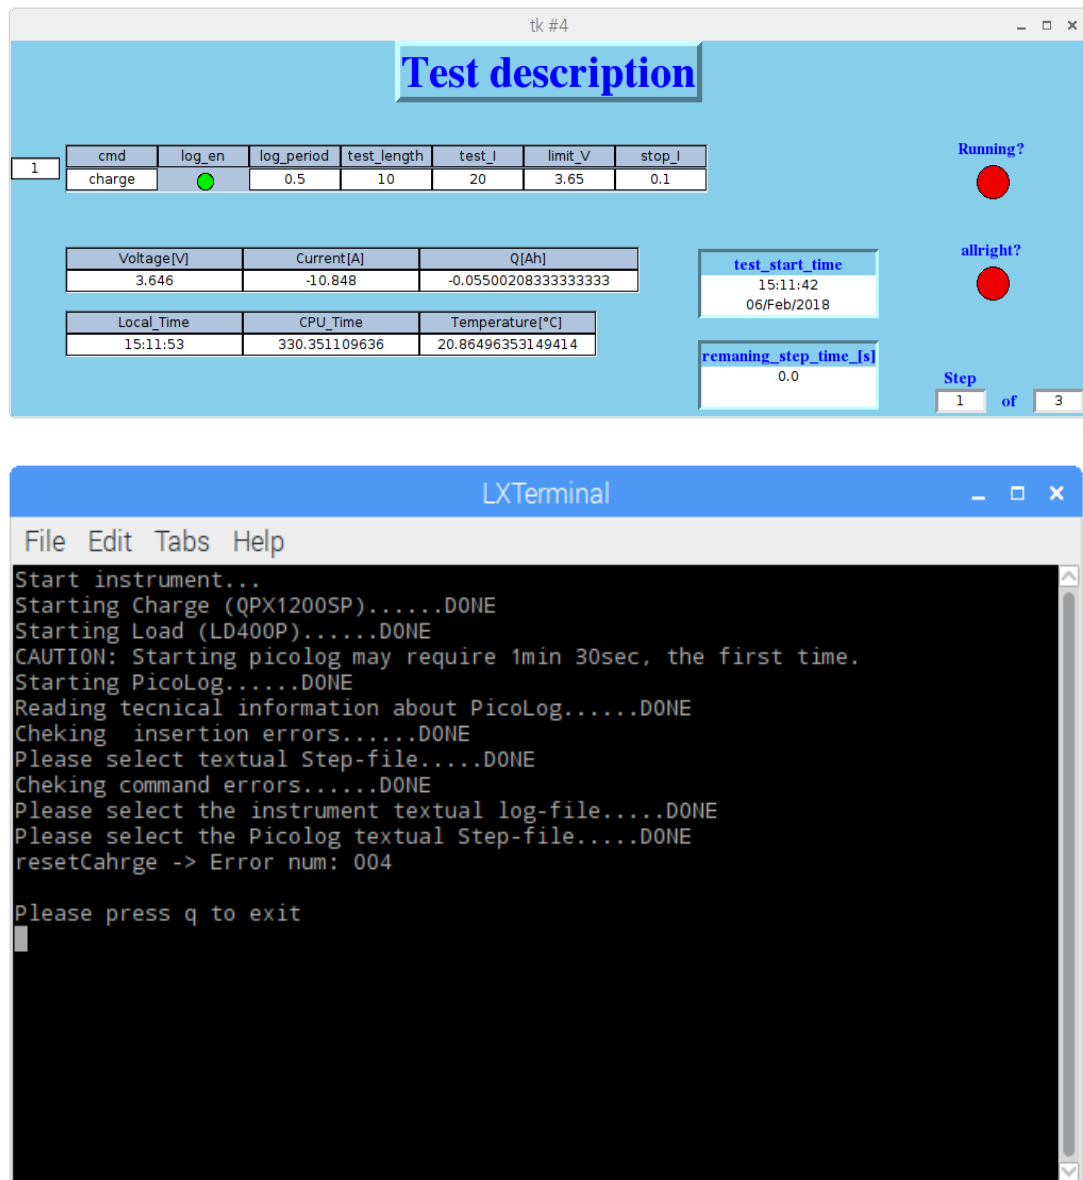 tk #4
Test description
1
cmd log_en log_period test_length test_I limit_V stop_I
charge 0.5 10 20 3.65 0.1
Running?
Voltage[V] Current[A] Q[Ah]
3.646 -10.848 -0.05500208333333333
allright?
test_start_time
15:11:42
06/Feb/2018
Local_Time CPU_Time Temperature[°C]
15:11:53 330.351109636 20.86496353149414
remaning_step_time_[s]
0.0
Step
1 of 3
LXTerminal
File Edit Tabs Help
Start instrument...
Starting Charge (QPX1200SP)......DONE
Starting Load (LD400P)......DONE
CAUTION: Starting picolog may require 1min 30sec, the first time.
Starting PicoLog......DONE
Reading tecnical information about PicoLog......DONE
Cheking  insertion errors......DONE
Please select textual Step-file.....DONE
Cheking command errors......DONE
Please select the instrument textual log-file.....DONE
Please select the Picolog textual Step-file.....DONE
resetCahrge -> Error num: 004
Please press q to exit